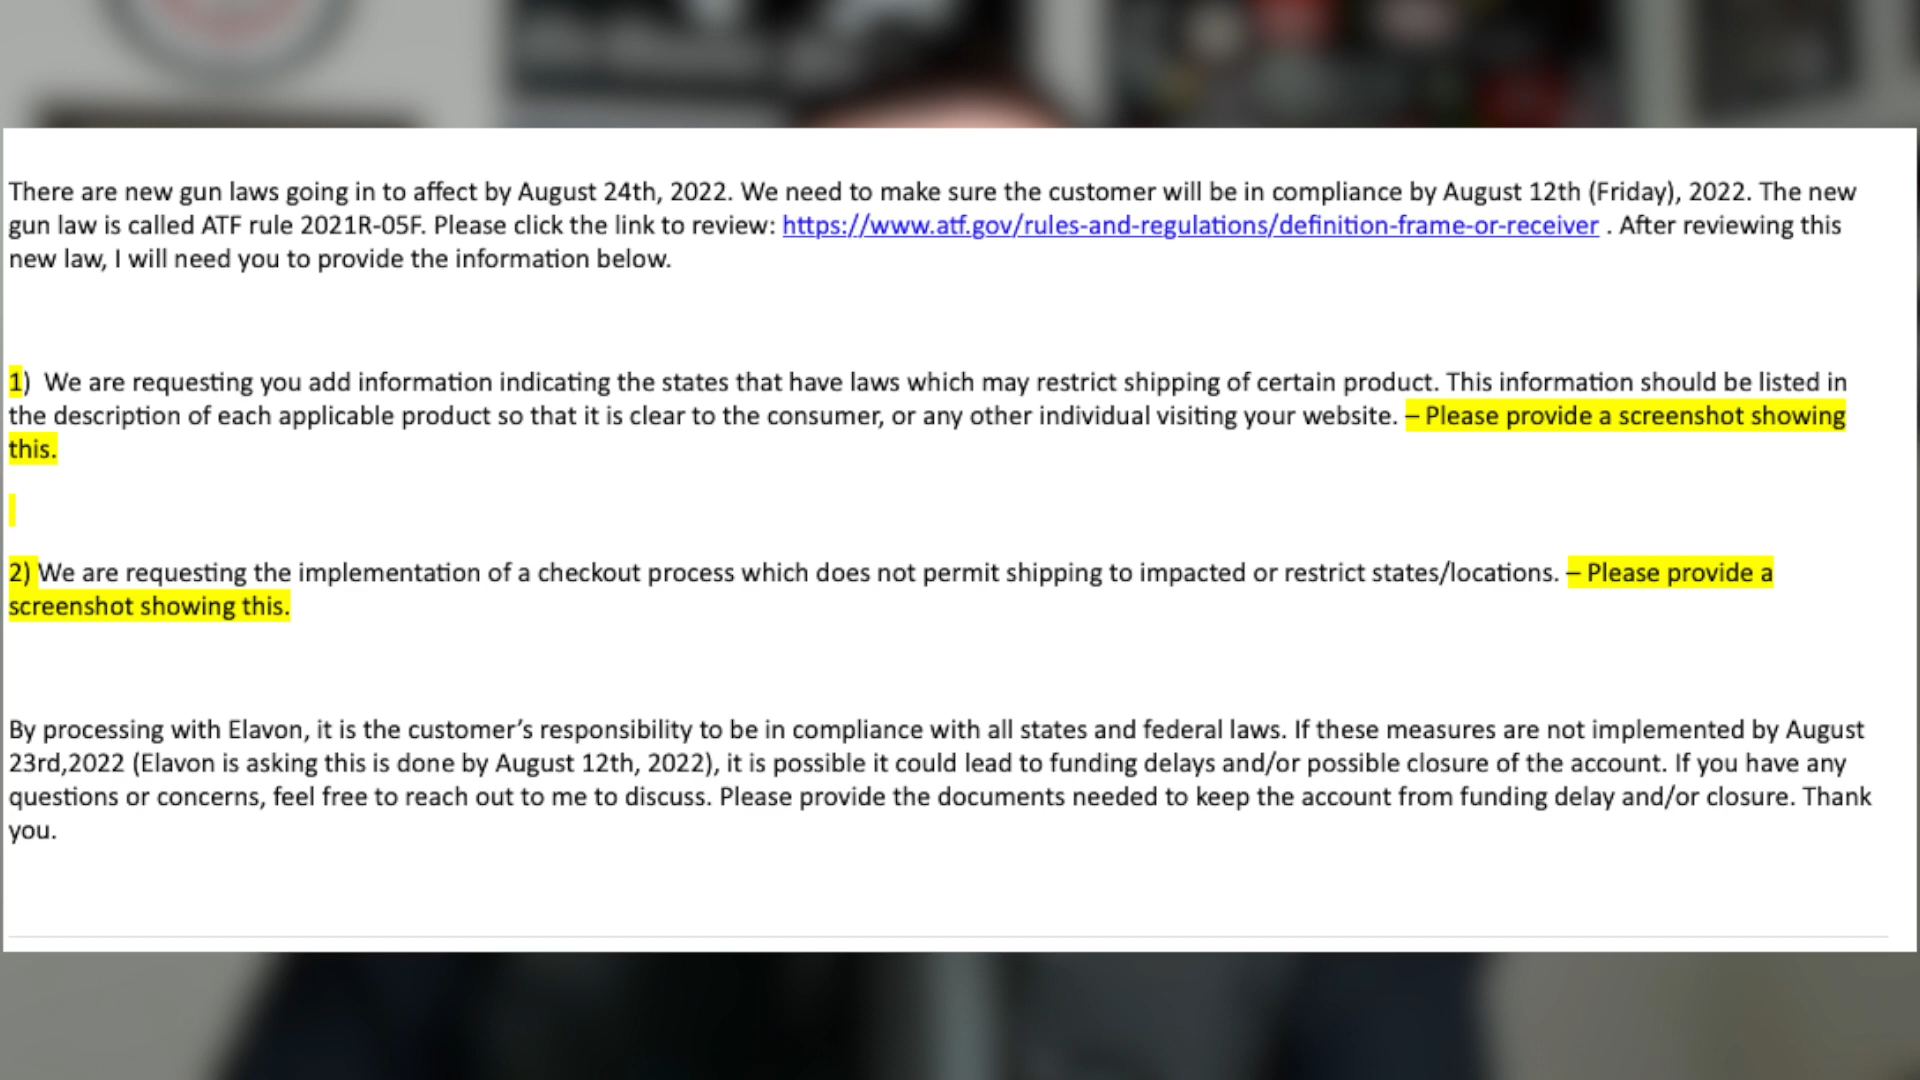 There are new gun laws going in to affect by August 24th, 2022. We need to make sure the customer will be in compliance by August 12th (Friday), 2022. The new
gun law is called ATF rule 2021R-05F. Please click the link to review: https://www.atf.gov/rules-and-regulations/definition-frame-or-receiver . After reviewing this
new law, I will need you to provide the information below.
1)  We are requesting you add information indicating the states that have laws which may restrict shipping of certain product. This information should be listed in
the description of each applicable product so that it is clear to the consumer, or any other individual visiting your website. – Please provide a screenshot showing
this.
2) We are requesting the implementation of a checkout process which does not permit shipping to impacted or restrict states/locations. – Please provide a
screenshot showing this.
By processing with Elavon, it is the customer’s responsibility to be in compliance with all states and federal laws. If these measures are not implemented by August
23rd,2022 (Elavon is asking this is done by August 12th, 2022), it is possible it could lead to funding delays and/or possible closure of the account. If you have any
questions or concerns, feel free to reach out to me to discuss. Please provide the documents needed to keep the account from funding delay and/or closure. Thank
you.